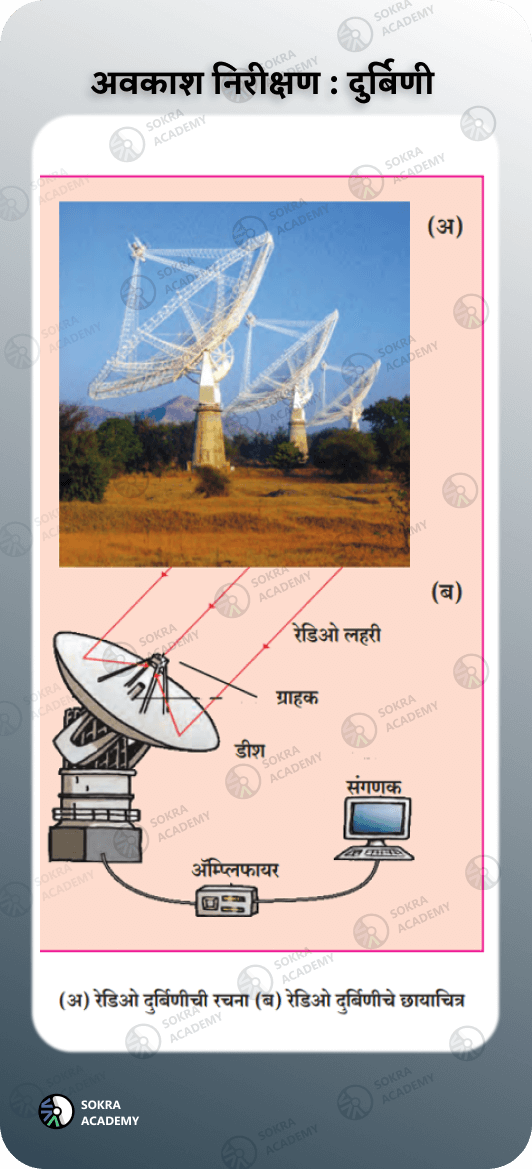 अवकाश निरीक्षण : दुर्बिणी
(अ)
(ब)
रेडिओ लहरी
ग्राहक
डीश
संगणक
ॲम्प्लिफायर
(अ) रेडिओ दुर्बिणीची रचना (ब) रेडिओ दुर्बिणीचे छायाचित्र
SOKRA
ACADEMY